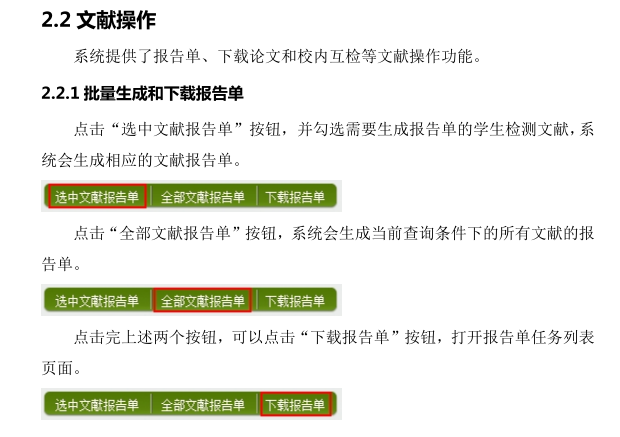 2.2 文献操作
系统提供了报告单、下载论文和校内互检等文献操作功能。
2.2.1 批量生成和下载报告单
点击“选中文献报告单”按钮，并勾选需要生成报告单的学生检测文献，系
统会生成相应的文献报告单。
选中文献报告单 全部文献报告单 下载报告单
点击“全部文献报告单”按钮，系统会生成当前查询条件下的所有文献的报
告单。
选中文献报告单 全部文献报告单 下载报告单
点击完上述两个按钮，可以点击“下载报告单”按钮，打开报告单任务列表
页面。
选中文献报告单 全部文献报告单 下载报告单